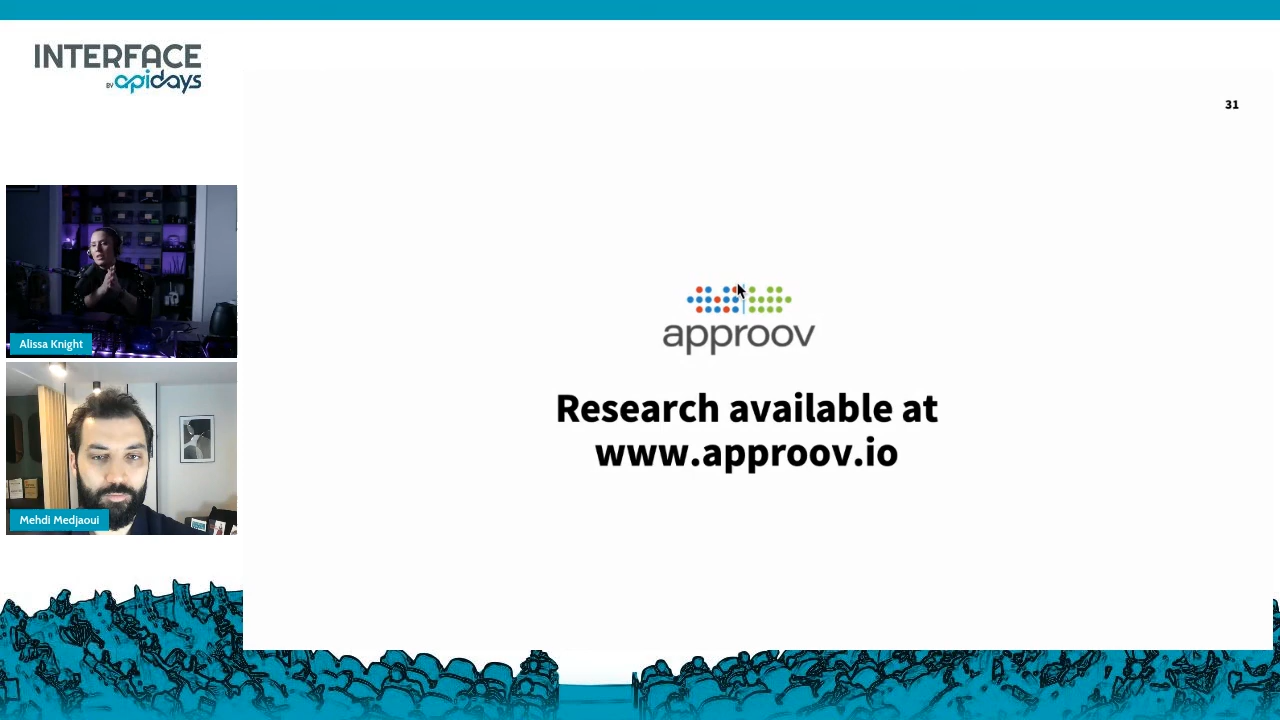 INTERFACE
BY apidays
31
Alissa Knight
Mehdi Medjaoui
approov
Research available at
www.approov.io